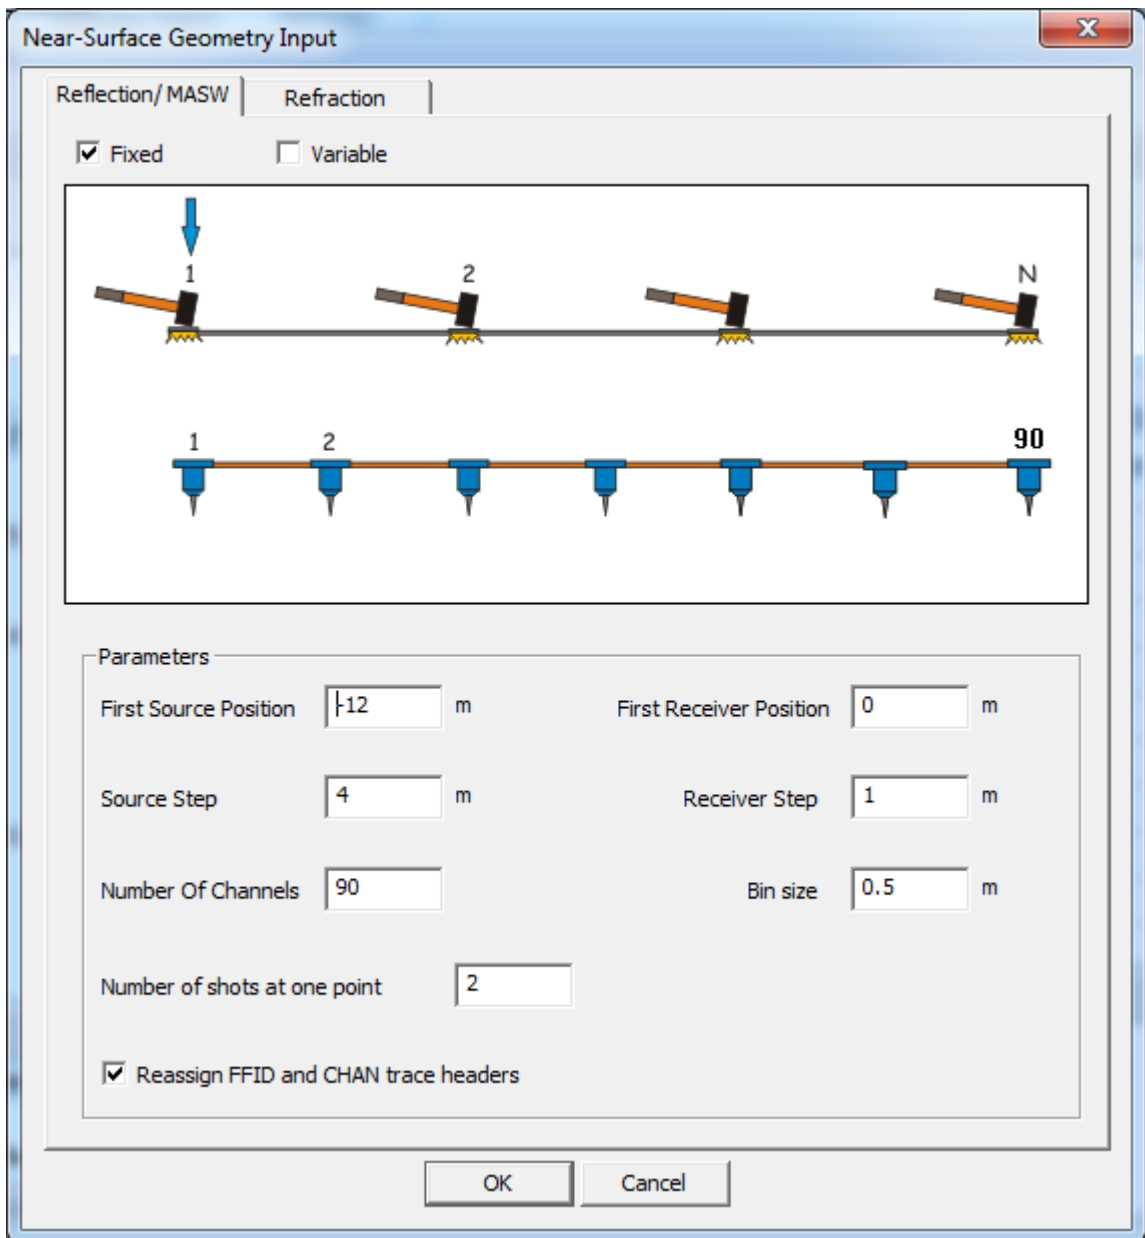 Near-Surface Geometry Input
Reflection/ MASW Refraction
Fixed Variable
1 2 N
1 2 90
Parameters
First Source Position -12 m First Receiver Position 0 m
Source Step 4 m Receiver Step 1 m
Number Of Channels 90 Bin size 0.5 m
Number of shots at one point 2
Reassign FFID and CHAN trace headers
OK Cancel